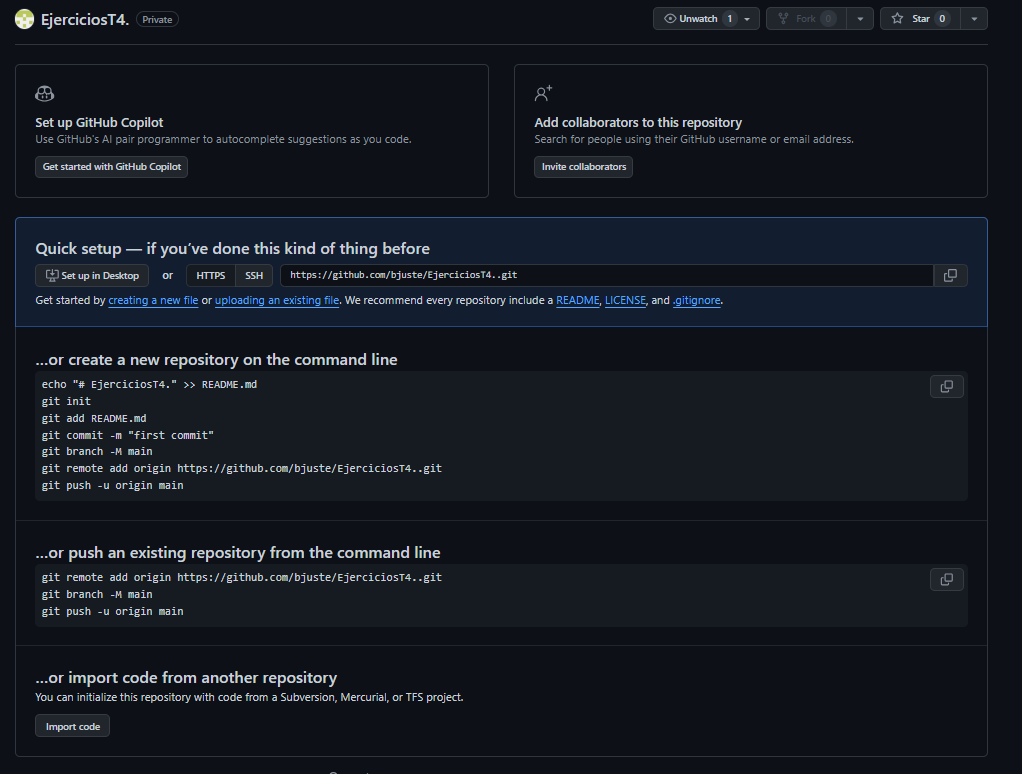 EjerciciosT4. Private Unwatch 1 Fork 0 Star 0
Set up GitHub Copilot
Use GitHub's AI pair programmer to autocomplete suggestions as you code.
Get started with GitHub Copilot
Add collaborators to this repository
Search for people using their GitHub username or email address.
Invite collaborators
Quick setup — if you've done this kind of thing before
Set up in Desktop or HTTPS SSH https://github.com/bjuste/EjerciciosT4..git
Get started by creating a new file or uploading an existing file. We recommend every repository include a README, LICENSE, and .gitignore.
…or create a new repository on the command line
echo "# EjerciciosT4." >> README.md
git init
git add README.md
git commit -m "first commit"
git branch -M main
git remote add origin https://github.com/bjuste/EjerciciosT4..git
git push -u origin main
…or push an existing repository from the command line
git remote add origin https://github.com/bjuste/EjerciciosT4..git
git branch -M main
git push -u origin main
…or import code from another repository
You can initialize this repository with code from a Subversion, Mercurial, or TFS project.
Import code